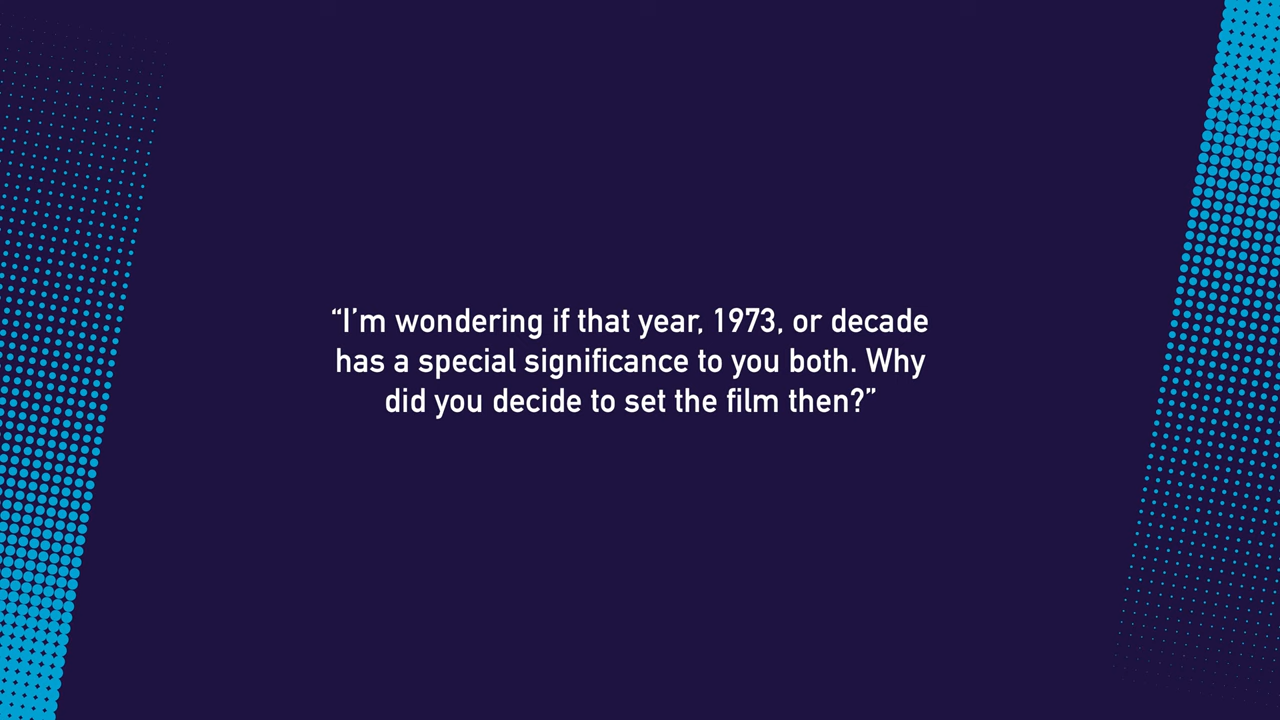 “I’m wondering if that year, 1973, or decade
has a special significance to you both. Why
did you decide to set the film then?”